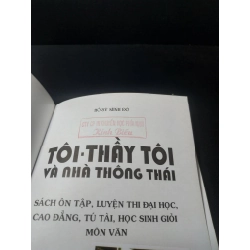 TÔI-THẦY TÔI
VÀ NHÀ THÔNG THÁI
SÁCH ÔN TẬP, LUYỆN THI ĐẠI HỌC,
CAO ĐẲNG, TÚ TÀI, HỌC SINH GIỎI
MÔN VĂN